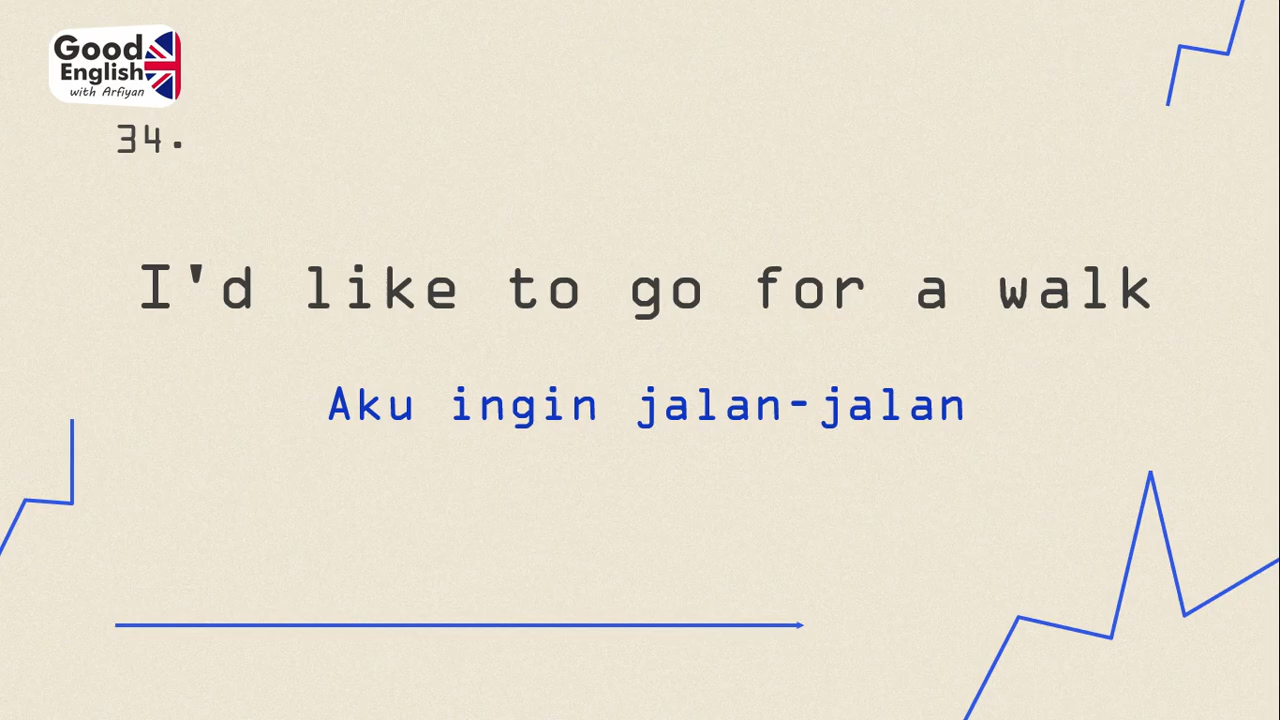 Good
English
with Arfiyan
34.
I'd like to go for a walk
Aku ingin jalan-jalan